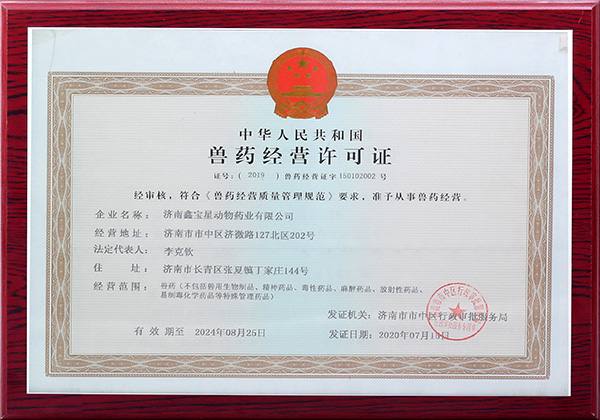 中华人民共和国
兽药经营许可证
证号:( 2019 ) 兽药经营证字 150102002 号
经审核，符合《兽药经营质量管理规范》要求，准予从事兽药经营。
企业名称： 济南鑫宝星动物药业有限公司
经营地址： 济南市市中区济微路127北区202号
法定代表人： 李克钦
住 址： 济南市长青区张夏镇丁家庄144号
经营范围： 兽药（不包括兽用生物制品、精神药品、毒性药品、麻醉药品、放射性药品、
易制毒化学药品等特殊管理药品）
发证机关： 济南市市中区行政审批服务局
有 效 期 至 2024年08月25日
发证日期： 2020年07月10日